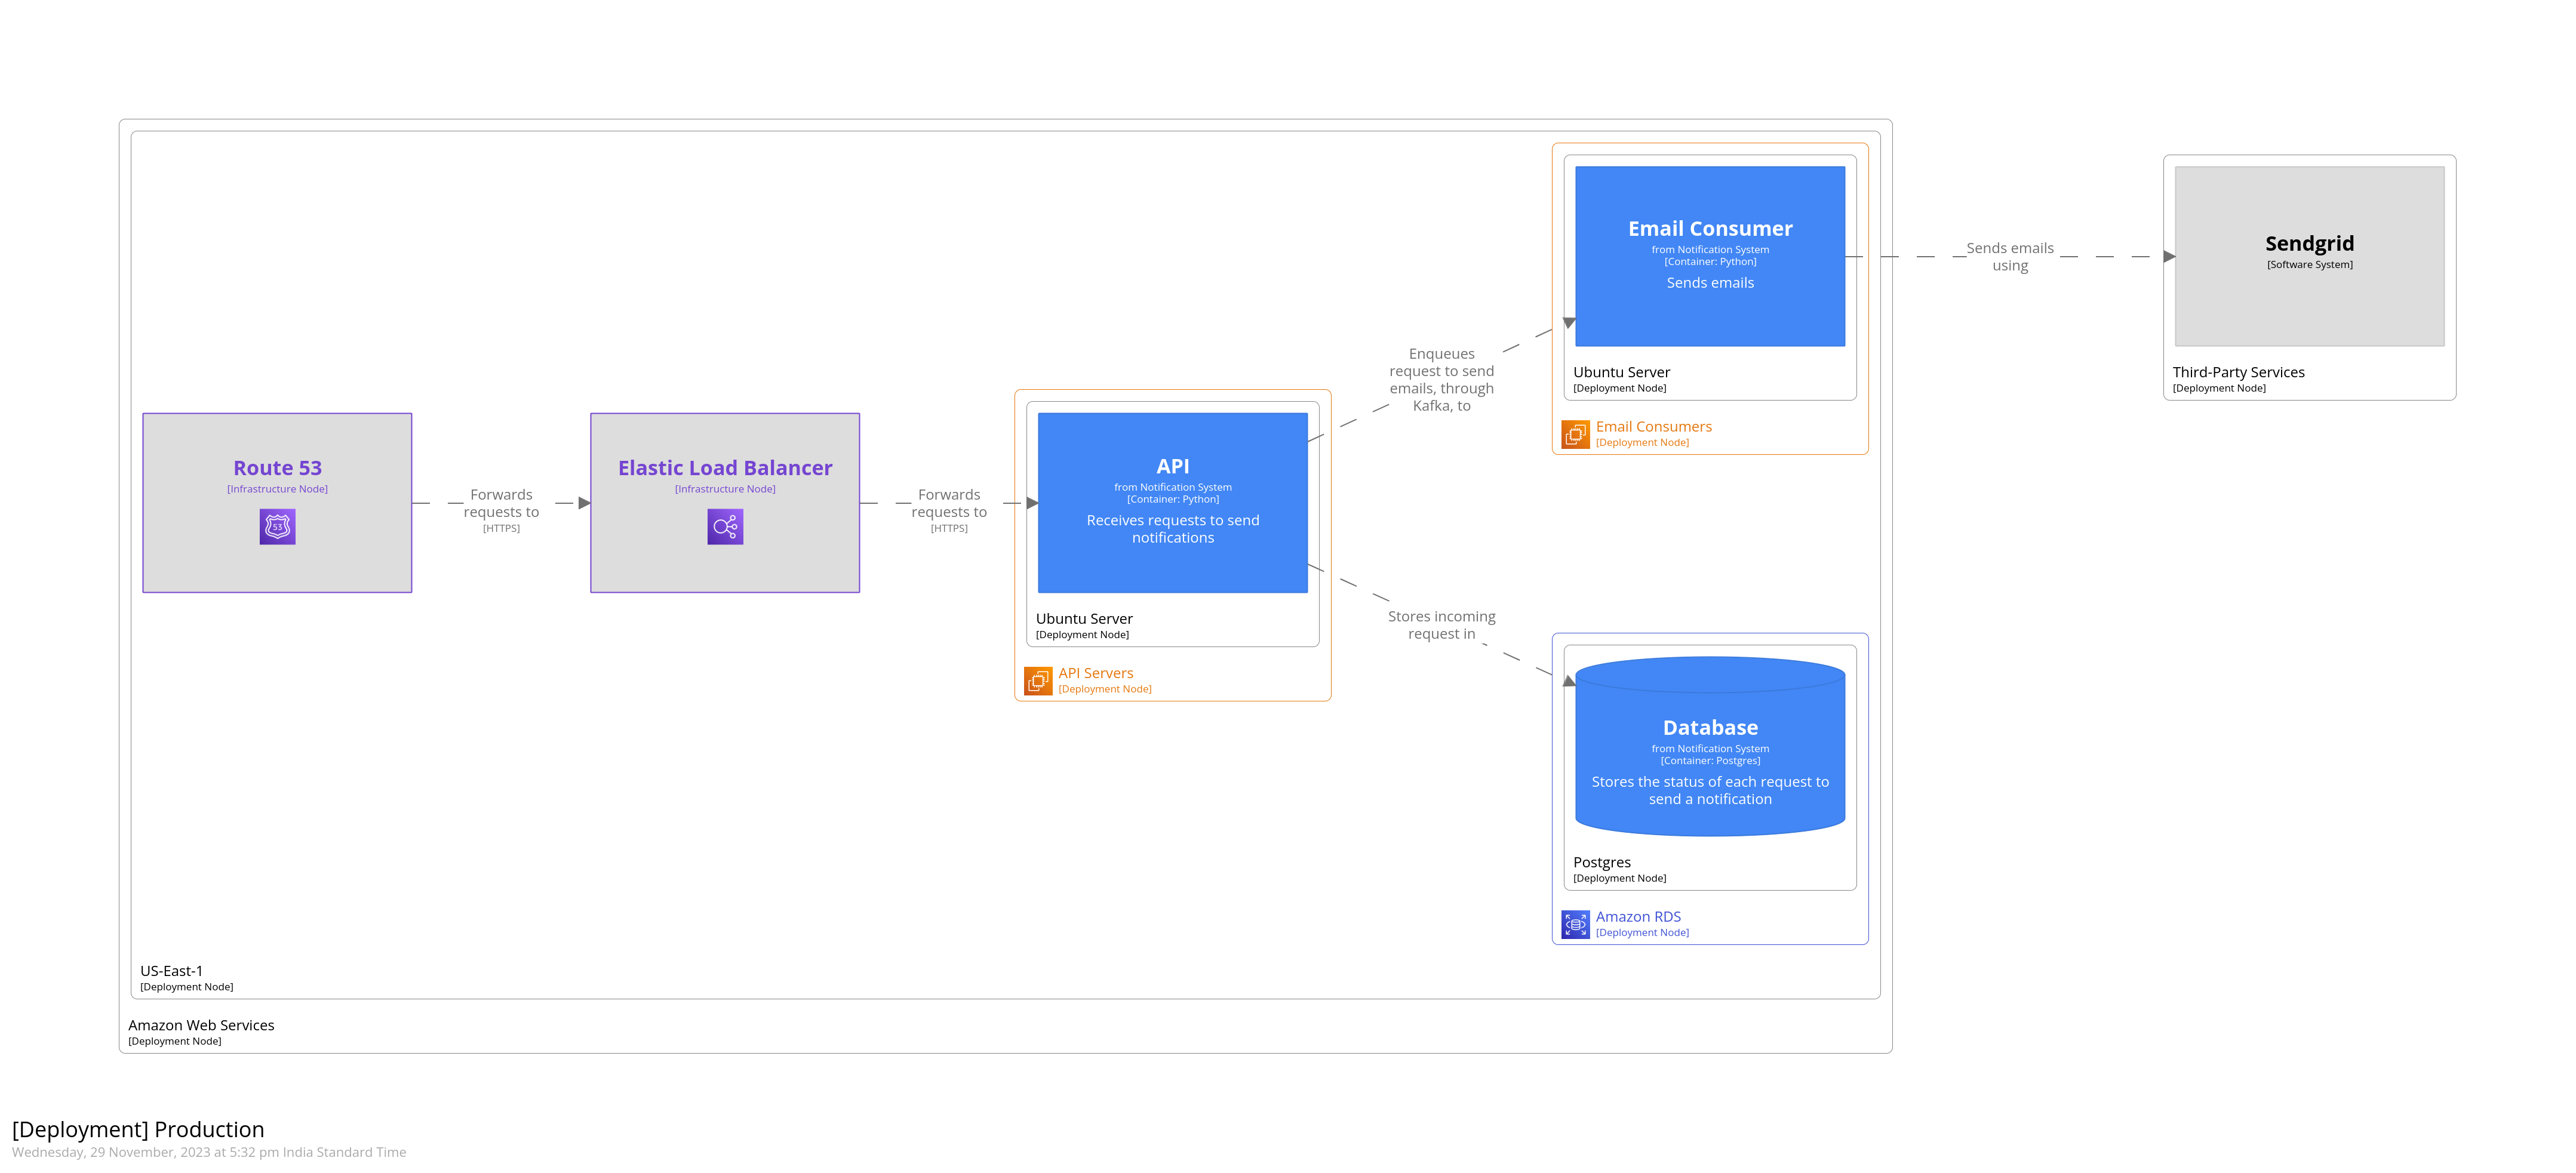 Route 53
[Infrastructure Node]
53
Forwards
requests to
[HTTPS]
Elastic Load Balancer
[Infrastructure Node]
Forwards
requests to
[HTTPS]
API
from Notification System
[Container: Python]
Receives requests to send
notifications
Ubuntu Server
[Deployment Node]
API Servers
[Deployment Node]
Enqueues
request to send
emails, through
Kafka, to
Email Consumer
from Notification System
[Container: Python]
Sends emails
Ubuntu Server
[Deployment Node]
Email Consumers
[Deployment Node]
Sends emails
using
Sendgrid
[Software System]
Third-Party Services
[Deployment Node]
Stores incoming
request in
Database
from Notification System
[Container: Postgres]
Stores the status of each request to
send a notification
Postgres
[Deployment Node]
Amazon RDS
[Deployment Node]
US-East-1
[Deployment Node]
Amazon Web Services
[Deployment Node]
[Deployment] Production
Wednesday, 29 November, 2023 at 5:32 pm India Standard Time